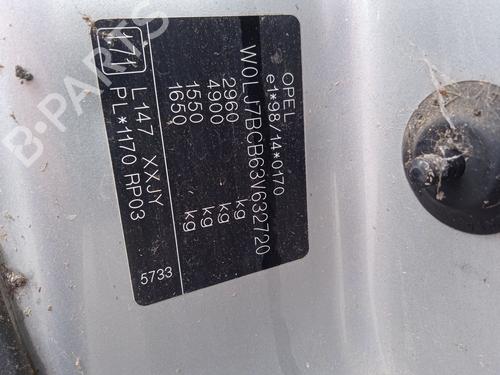 OPEL
e1*98/14*0170
W0LJ7BCB63V632720
2960 kg
4900 kg
1550 kg
1650 kg
171 L147 XXJY
PL*1170 RP03
5733
B-PARTS